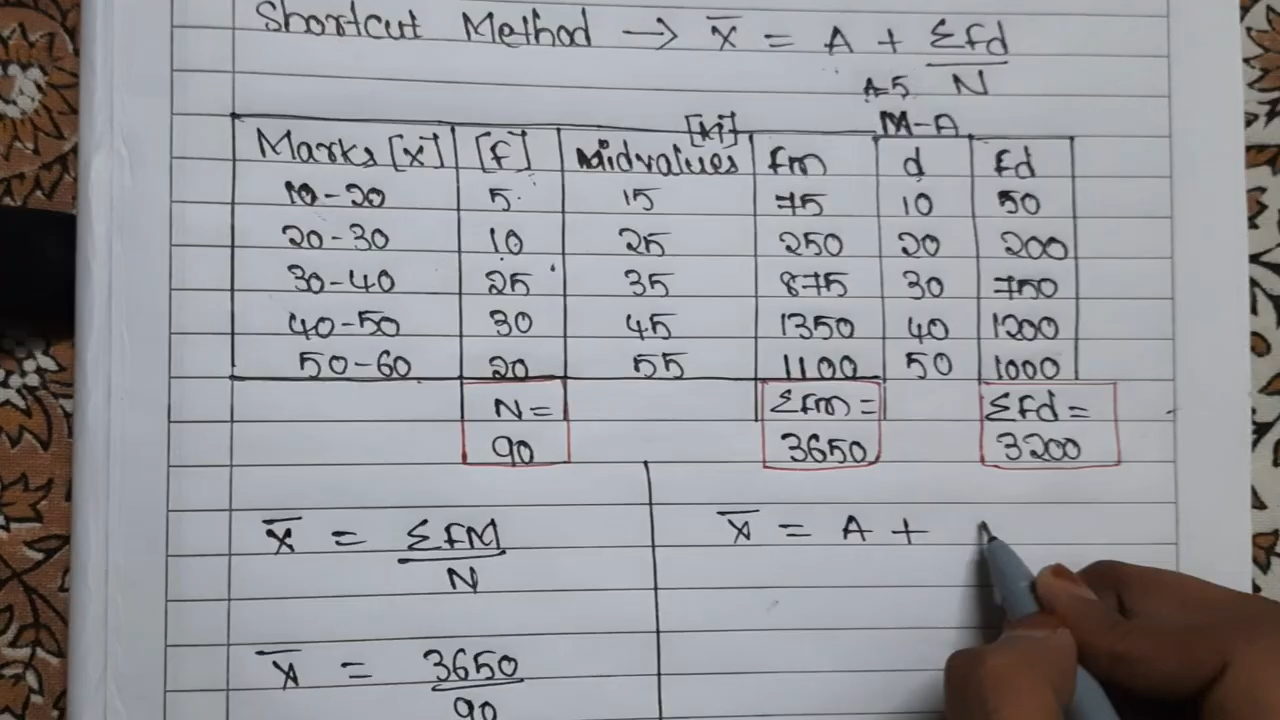 Shortcut Method → x̄ = A + Σfd
A=5 N
[M] M-A
Marks [x] [f] Midvalues fm d fd
10-20 5 15 75 10 50
20-30 10 25 250 20 200
30-40 25 35 875 30 750
40-50 30 45 1350 40 1200
50-60 20 55 1100 50 1000
N= Σfm= Σfd=
90 3650 3200
x̄ = ΣfM
N
x̄ = A +
x̄ = 3650
90